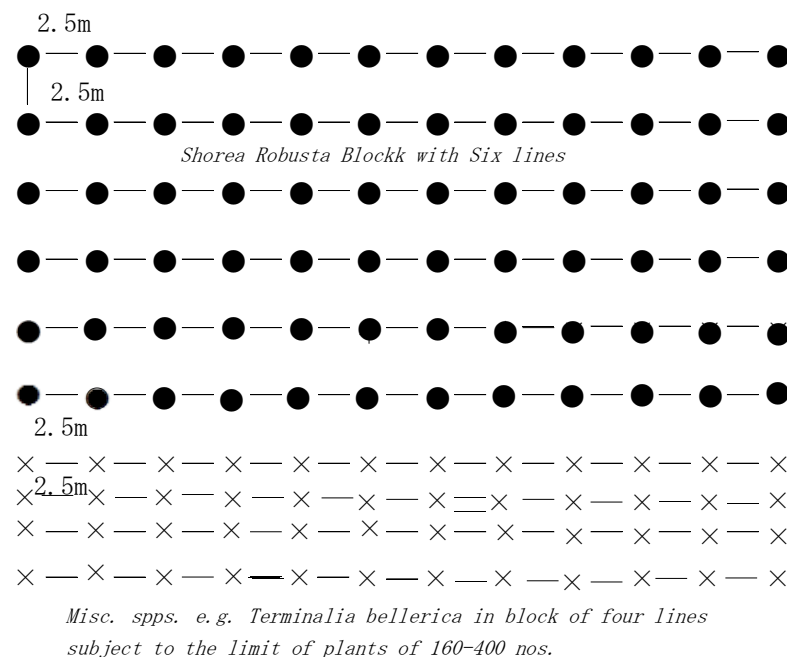 2.5m
2.5m
Shorea Robusta Blockk with Six lines
2.5m
2.5m
Misc. spps. e.g. Terminalia bellerica in block of four lines
subject to the limit of plants of 160-400 nos.